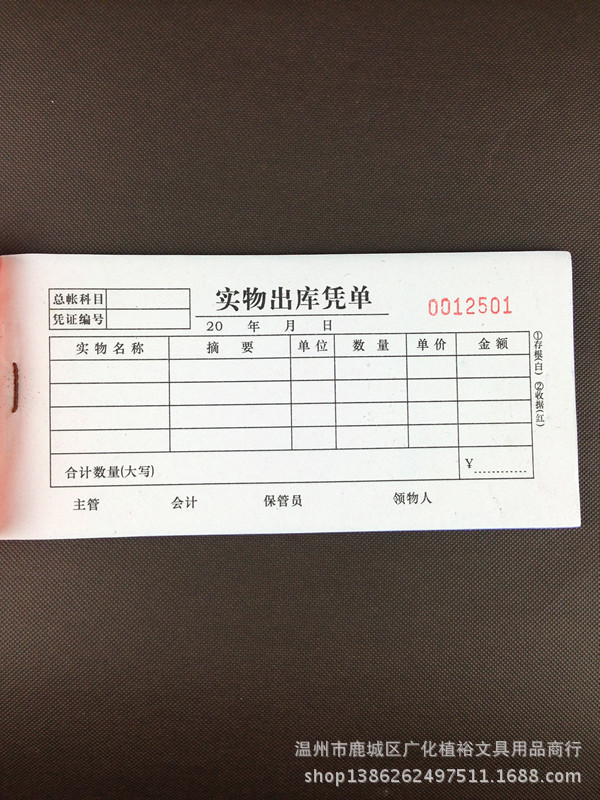 总帐科目
凭证编号
实物出库凭单
20 年 月 日
0012501
实物名称 摘要 单位 数量 单价 金额
合计数量(大写) ¥
主管 会计 保管员 领物人
①存根(白) ②收据(红)
温州市鹿城区广化植裕文具用品商行
shop1386262497511.1688.com